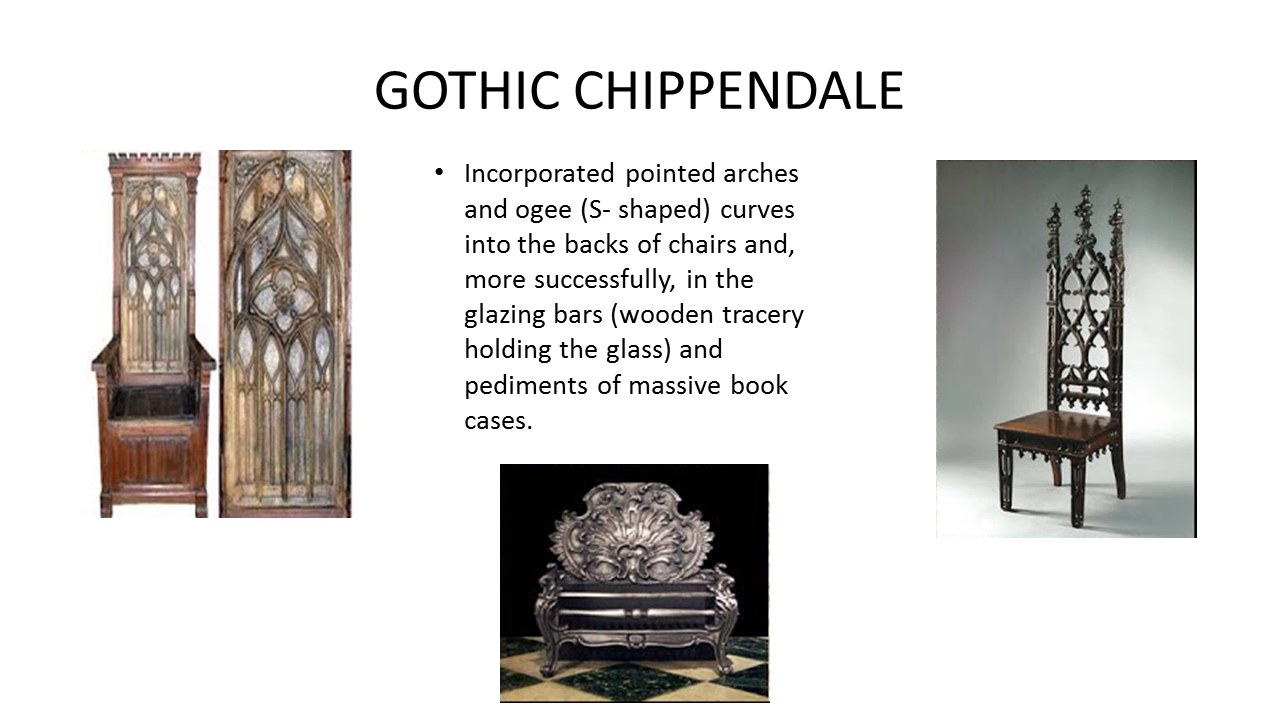 GOTHIC CHIPPENDALE
• Incorporated pointed arches
and ogee (S- shaped) curves
into the backs of chairs and,
more successfully, in the
glazing bars (wooden tracery
holding the glass) and
pediments of massive book
cases.